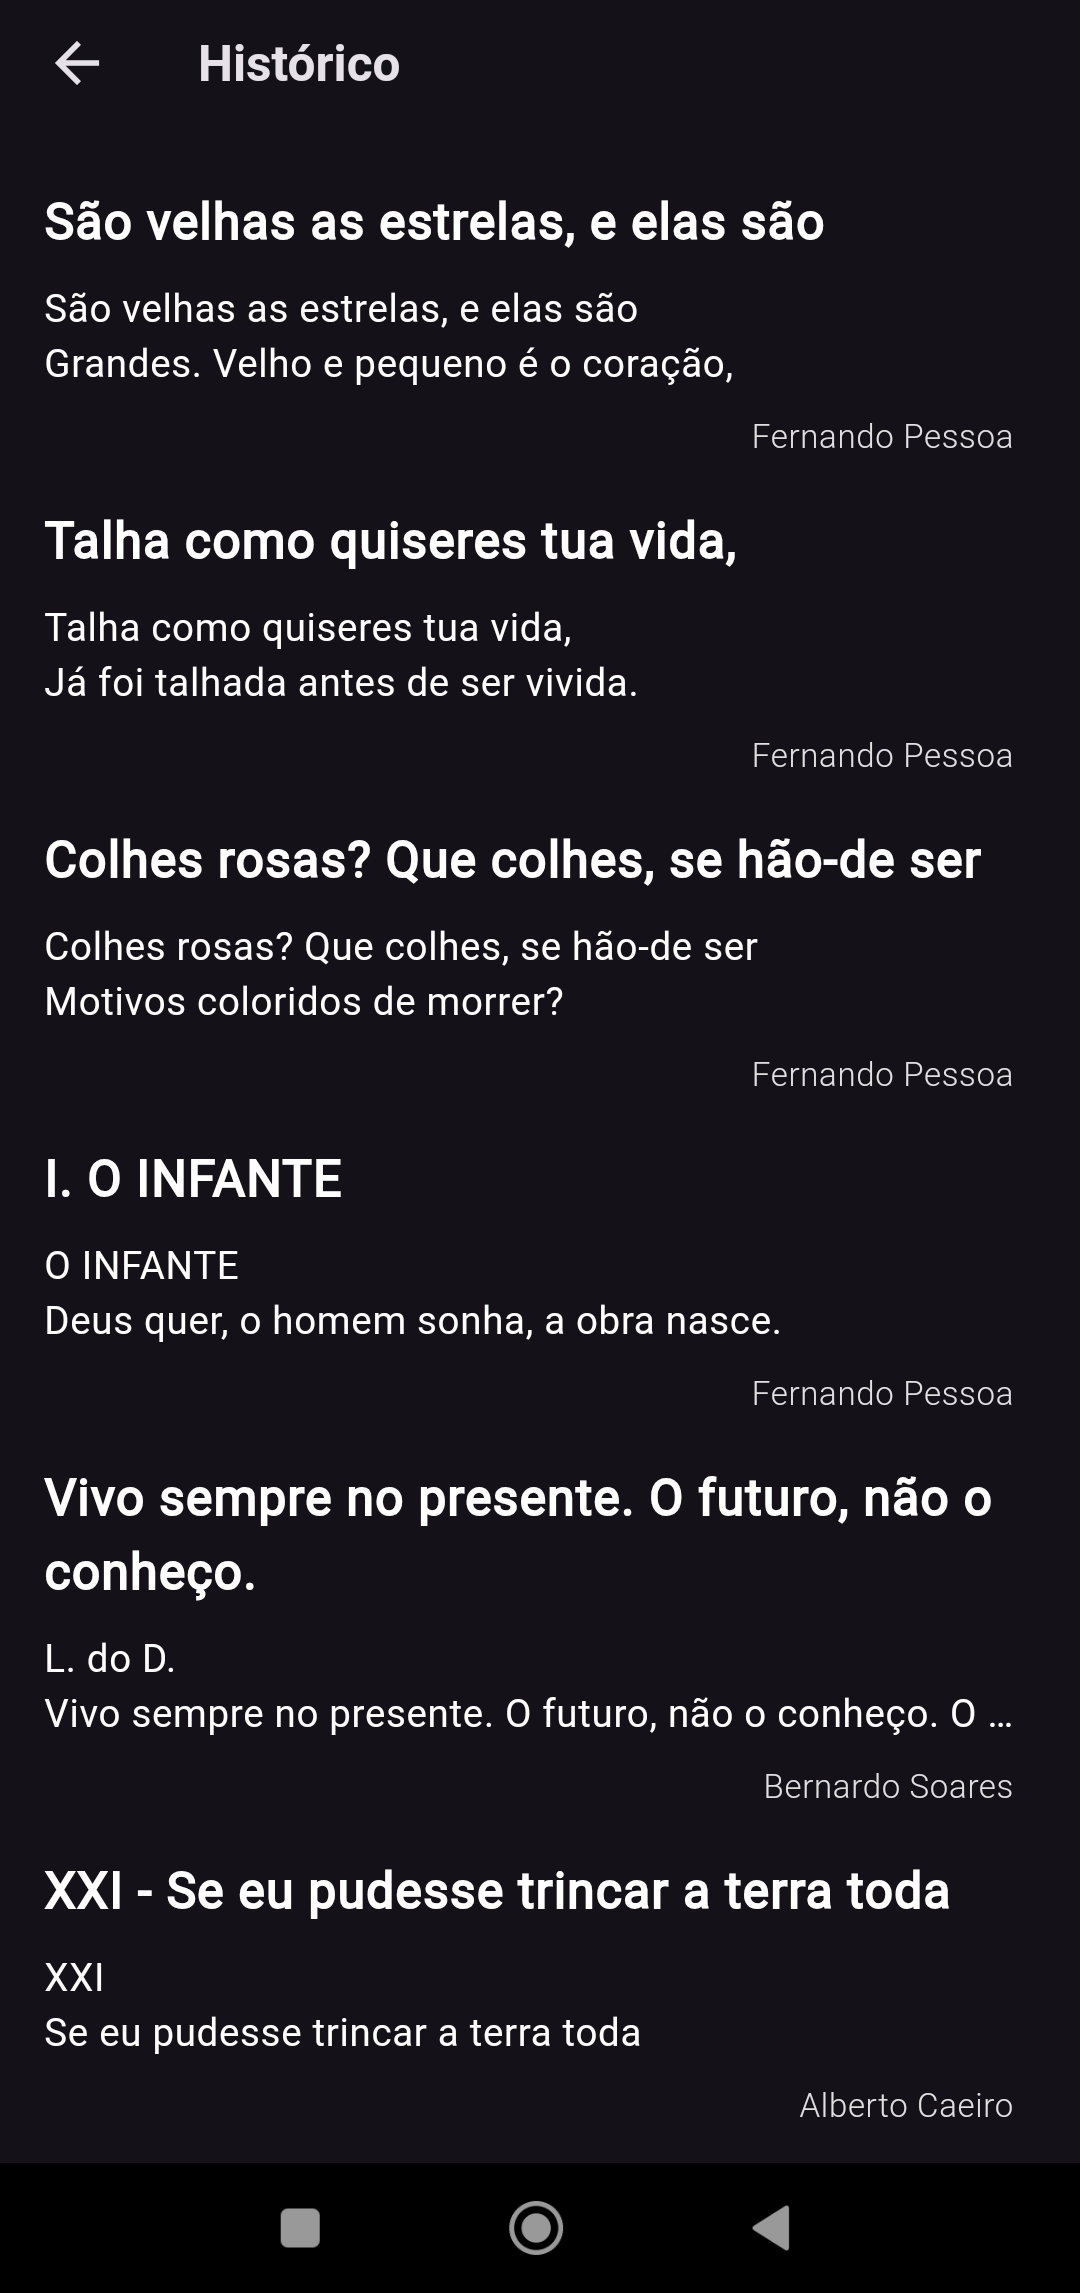 Histórico
São velhas as estrelas, e elas são
São velhas as estrelas, e elas são
Grandes. Velho e pequeno é o coração,
Fernando Pessoa
Talha como quiseres tua vida,
Talha como quiseres tua vida,
Já foi talhada antes de ser vivida.
Fernando Pessoa
Colhes rosas? Que colhes, se hão-de ser
Colhes rosas? Que colhes, se hão-de ser
Motivos coloridos de morrer?
Fernando Pessoa
I. O INFANTE
O INFANTE
Deus quer, o homem sonha, a obra nasce.
Fernando Pessoa
Vivo sempre no presente. O futuro, não o
conheço.
L. do D.
Vivo sempre no presente. O futuro, não o conheço. O ...
Bernardo Soares
XXI - Se eu pudesse trincar a terra toda
XXI
Se eu pudesse trincar a terra toda
Alberto Caeiro